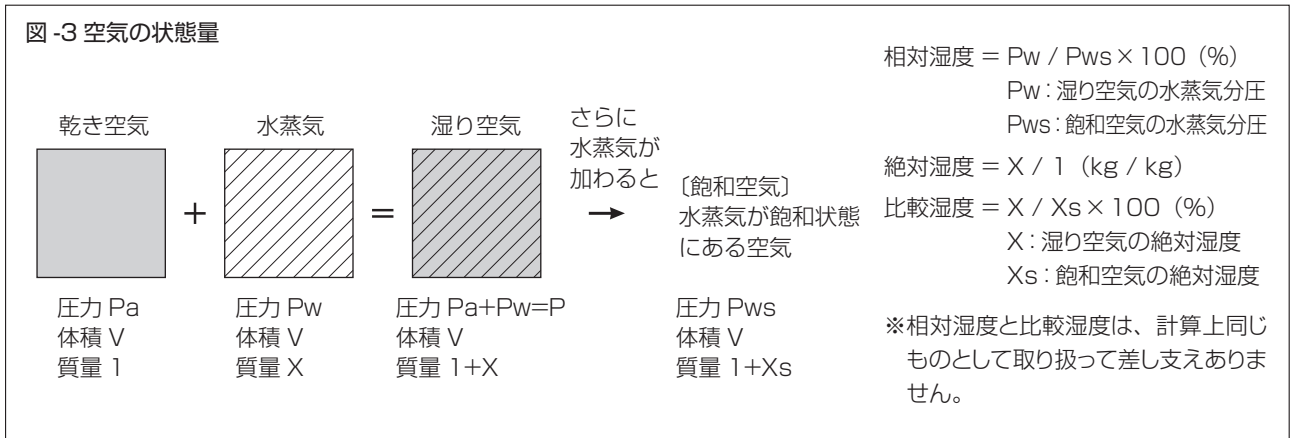 図-3 空気の状態量
乾き空気
+
水蒸気
=
湿り空気
さらに
水蒸気が
加わると
→
〔飽和空気〕
水蒸気が飽和状態
にある空気
圧力 Pa
体積 V
質量 1
圧力 Pw
体積 V
質量 X
圧力 Pa+Pw=P
体積 V
質量 1+X
圧力 Pws
体積 V
質量 1+Xs
相対湿度 = Pw / Pws×100（%）
Pw：湿り空気の水蒸気分圧
Pws：飽和空気の水蒸気分圧
絶対湿度 = X / 1（kg / kg）
比較湿度 = X / Xs×100（%）
X：湿り空気の絶対湿度
Xs：飽和空気の絶対湿度
※相対湿度と比較湿度は、計算上同じ
ものとして取り扱って差し支えありま
せん。